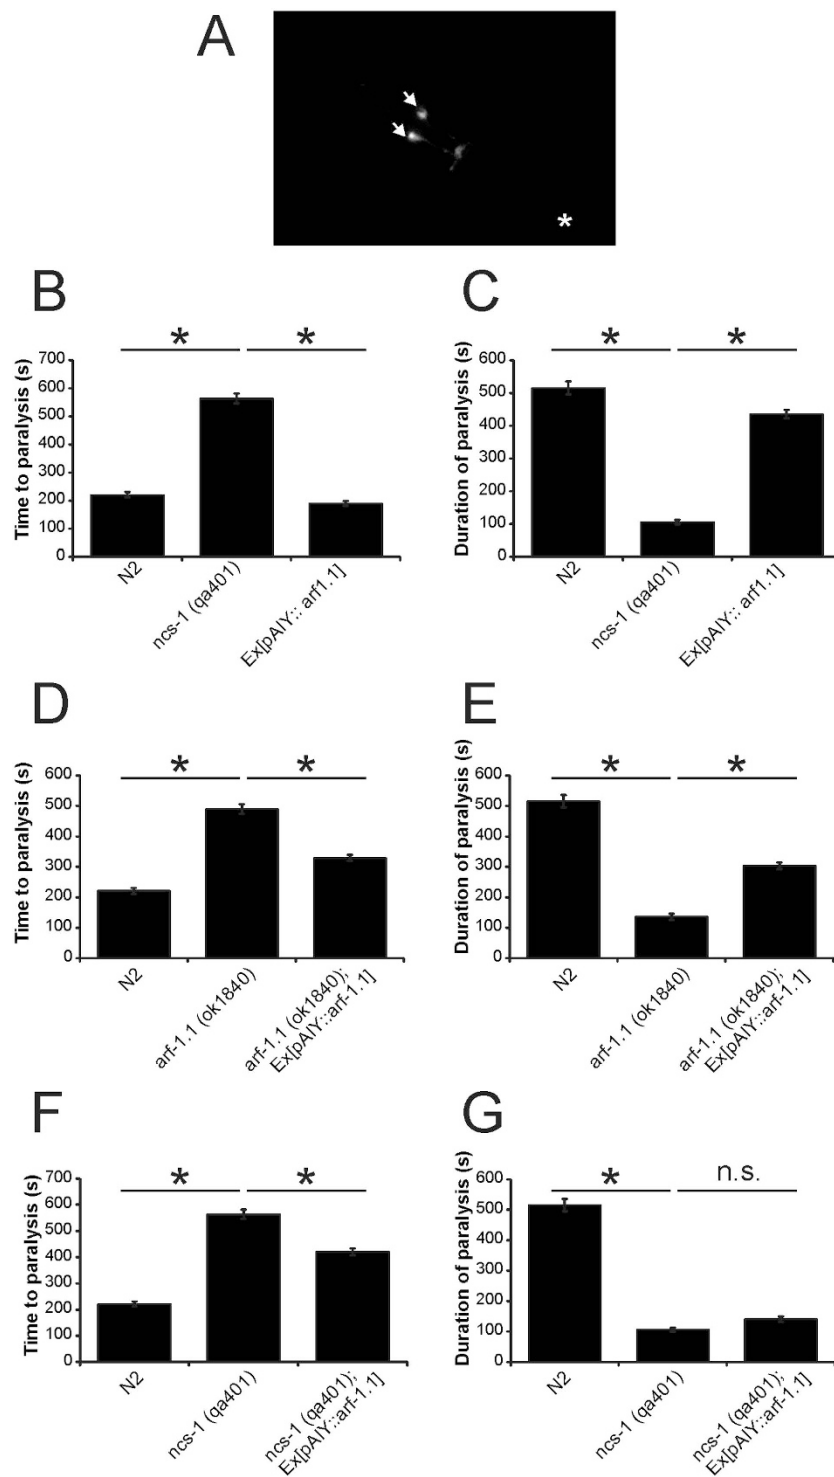 A
*
B
Time to paralysis (s)
700
600
500
400
300
200
100
0
* *
N2
ncs-1 (qa401)
Ex[pAIY:: arf1.1]
C
Duration of paralysis (s)
600
500
400
300
200
100
0
* *
N2
ncs-1 (qa401)
Ex[pAIY:: arf1.1]
D
Time to paralysis (s)
600
500
400
300
200
100
0
* *
N2
arf-1.1 (ok1840)
arf-1.1 (ok1840);
Ex[pAIY::arf-1.1]
E
Duration of paralysis (s)
600
500
400
300
200
100
0
* *
N2
arf-1.1 (ok1840)
arf-1.1 (ok1840);
Ex[pAIY::arf-1.1]
F
Time to paralysis (s)
700
600
500
400
300
200
100
0
* *
N2
ncs-1 (qa401)
ncs-1 (qa401);
Ex[pAIY::arf-1.1]
G
Duration of paralysis (s)
600
500
400
300
200
100
0
* n.s.
N2
ncs-1 (qa401)
ncs-1 (qa401);
Ex[pAIY::arf-1.1]